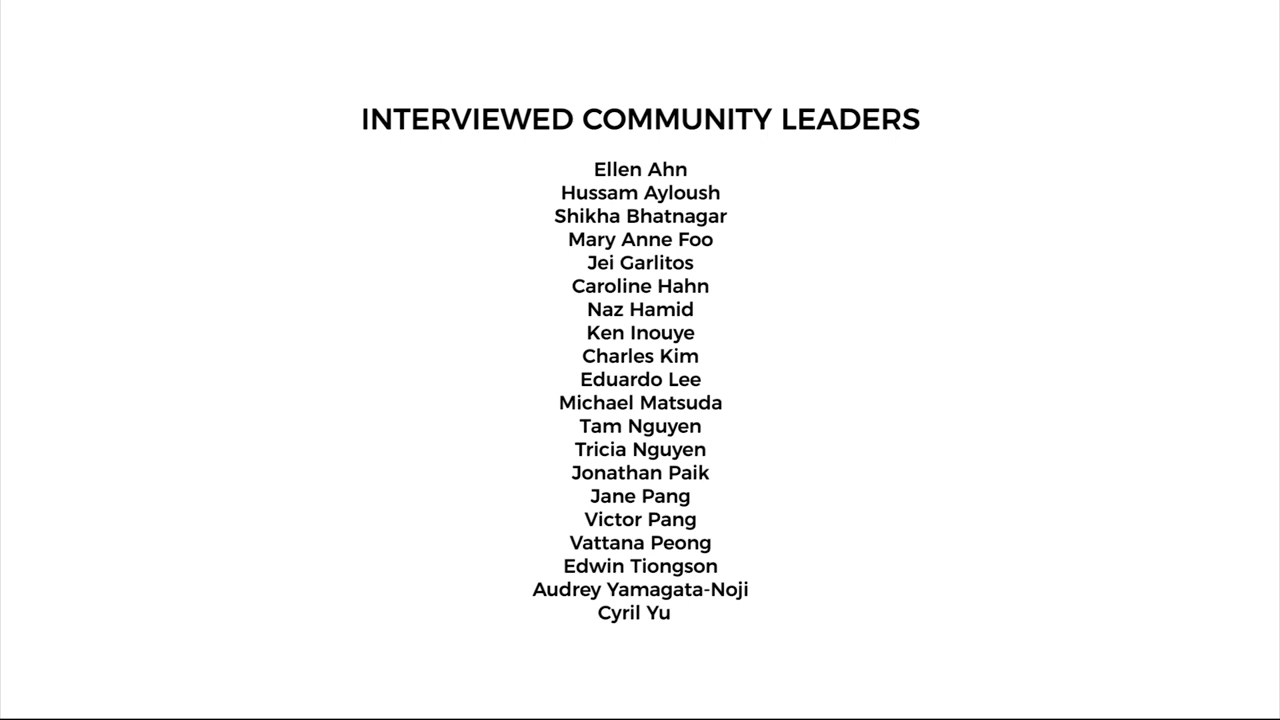 INTERVIEWED COMMUNITY LEADERS
Ellen Ahn
Hussam Ayloush
Shikha Bhatnagar
Mary Anne Foo
Jei Garlitos
Caroline Hahn
Naz Hamid
Ken Inouye
Charles Kim
Eduardo Lee
Michael Matsuda
Tam Nguyen
Tricia Nguyen
Jonathan Paik
Jane Pang
Victor Pang
Vattana Peong
Edwin Tiongson
Audrey Yamagata-Noji
Cyril Yu